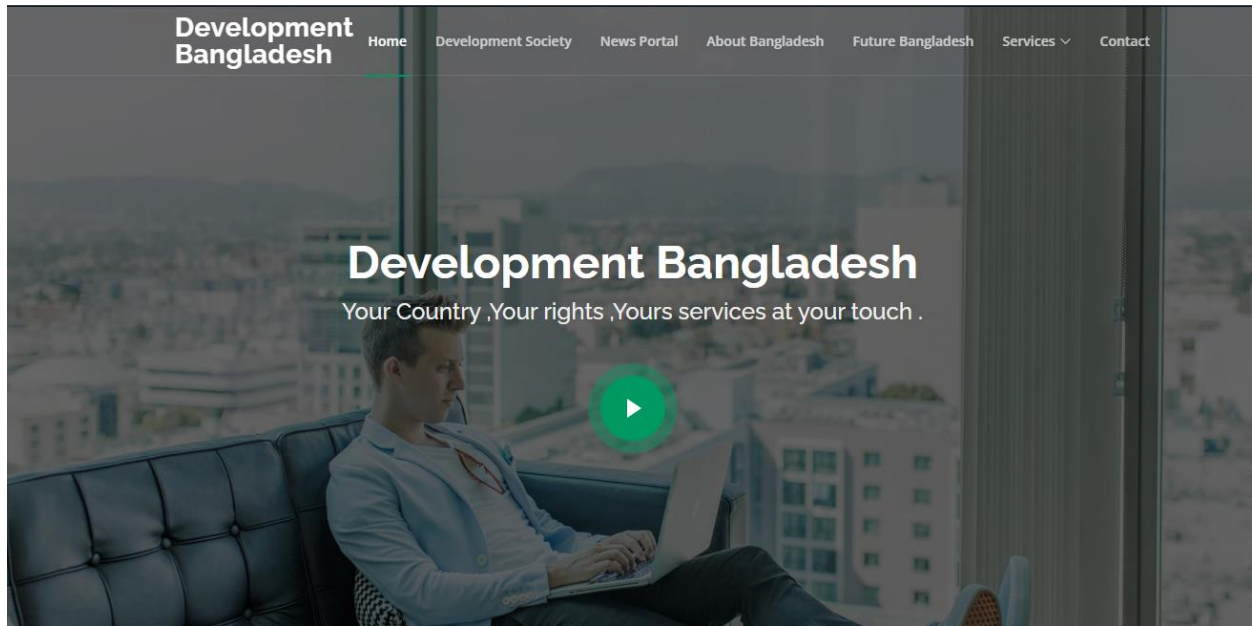 Development
Bangladesh
Home Development Society News Portal About Bangladesh Future Bangladesh Services Contact
Development Bangladesh
Your Country ,Your rights ,Yours services at your touch .